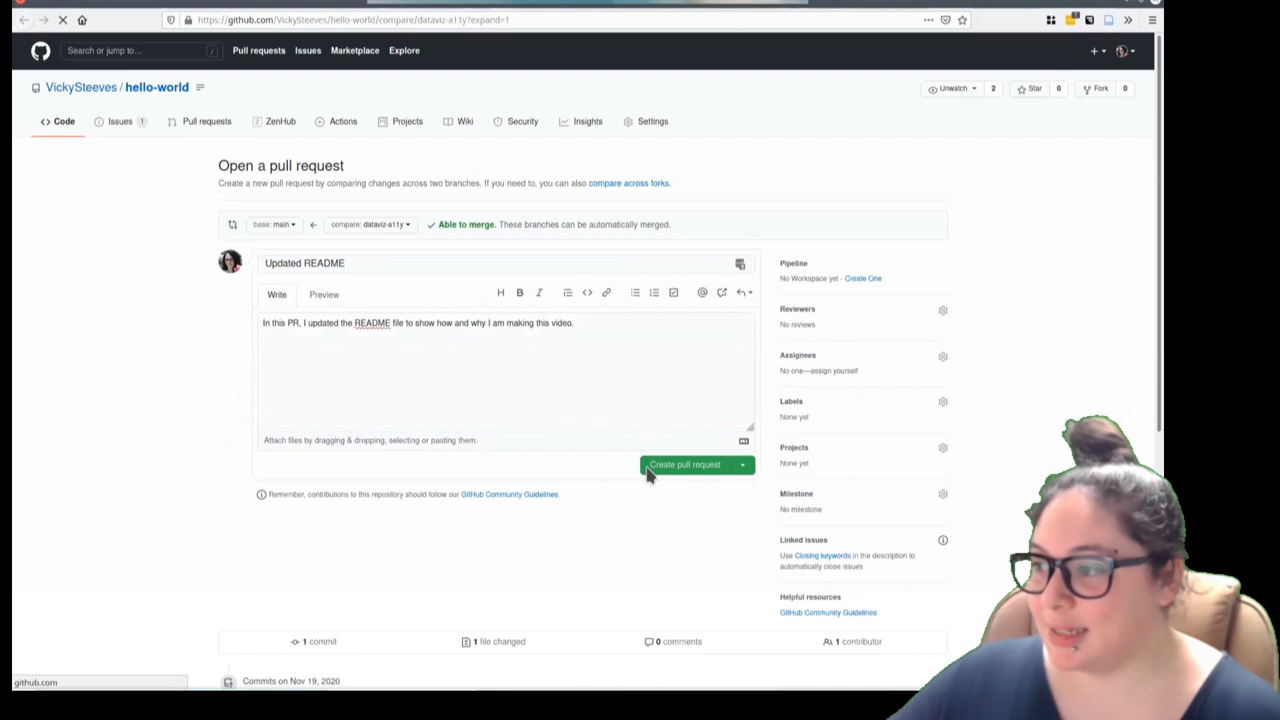 https://github.com/VickySteeves/hello-world/compare/dataviz-a11y?expand=1
Search or jump to...
/
Pull requests
Issues
Marketplace
Explore
VickySteeves / hello-world
Unwatch
2
Star
0
Fork
0
Code
Issues 1
Pull requests
ZenHub
Actions
Projects
Wiki
Security
Insights
Settings
Open a pull request
Create a new pull request by comparing changes across two branches. If you need to, you can also compare across forks.
base: main
compare: dataviz-a11y
Able to merge. These branches can be automatically merged.
Updated README
Write
Preview
In this PR, I updated the README file to show how and why I am making this video.
Attach files by dragging & dropping, selecting or pasting them.
Create pull request
Remember, contributions to this repository should follow our GitHub Community Guidelines.
Pipeline
No Workspace yet - Create One
Reviewers
No reviews
Assignees
No one—assign yourself
Labels
None yet
Projects
None yet
Milestone
No milestone
Linked issues
Use Closing keywords in the description to
automatically close issues
Helpful resources
GitHub Community Guidelines
1 commit
1 file changed
0 comments
1 contributor
Commits on Nov 19, 2020
github.com